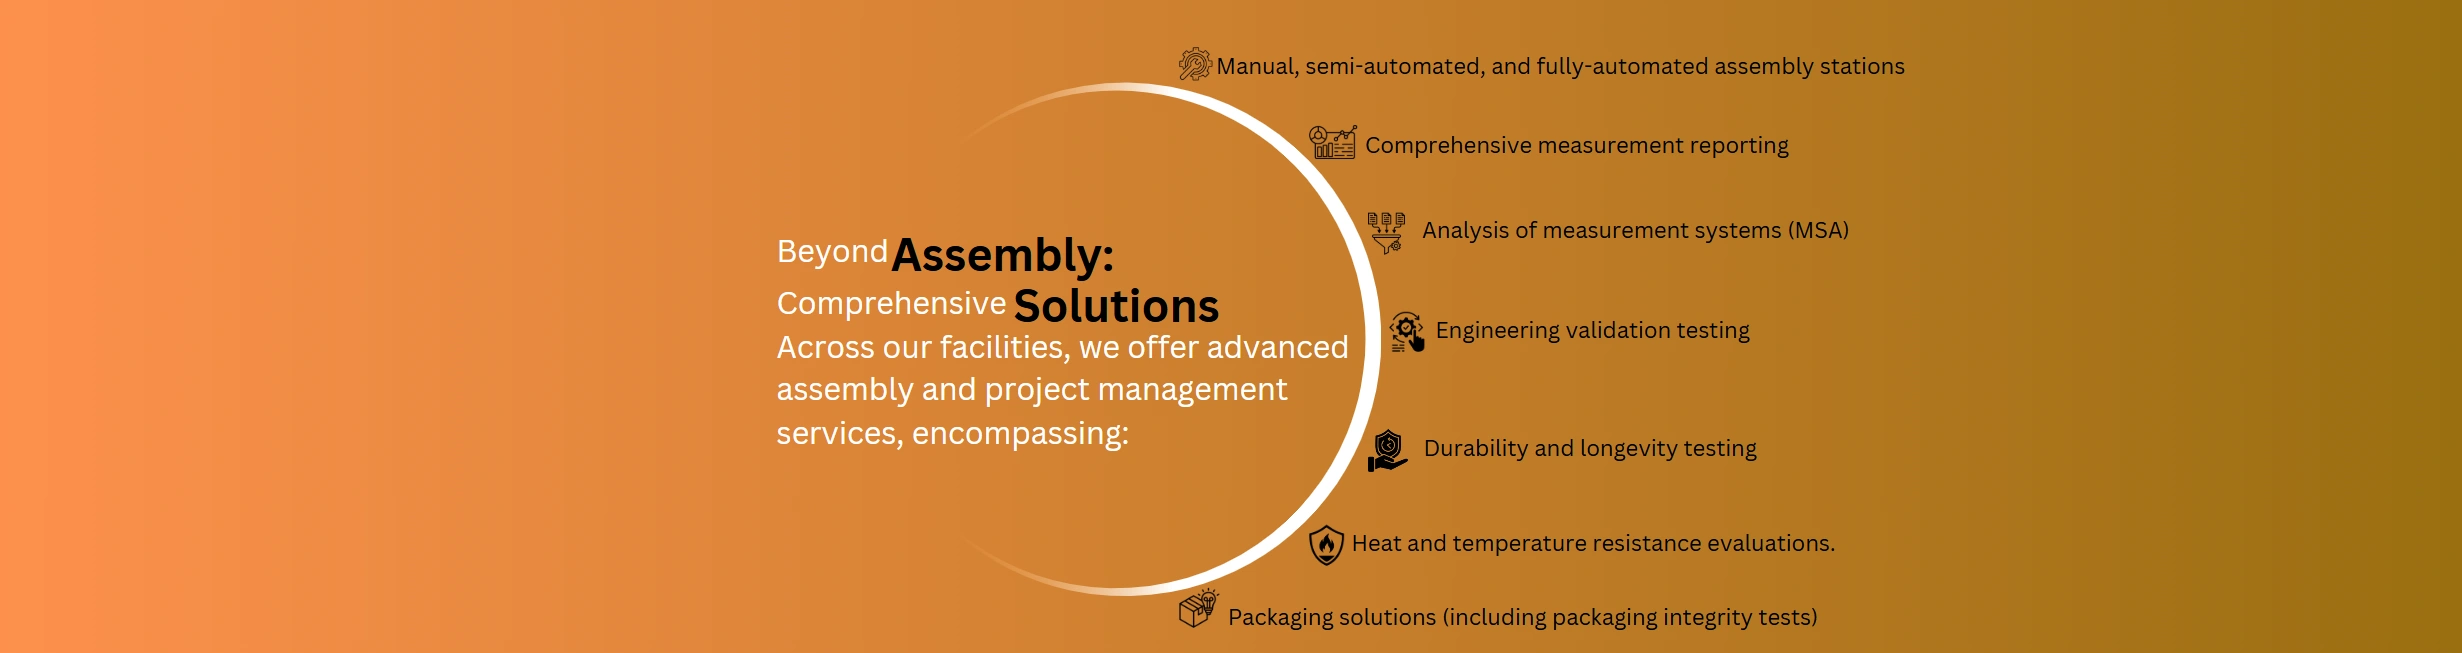 Beyond Assembly:
Comprehensive Solutions
Across our facilities, we offer advanced
assembly and project management
services, encompassing:
Manual, semi-automated, and fully-automated assembly stations
Comprehensive measurement reporting
Analysis of measurement systems (MSA)
Engineering validation testing
Durability and longevity testing
Heat and temperature resistance evaluations.
Packaging solutions (including packaging integrity tests)